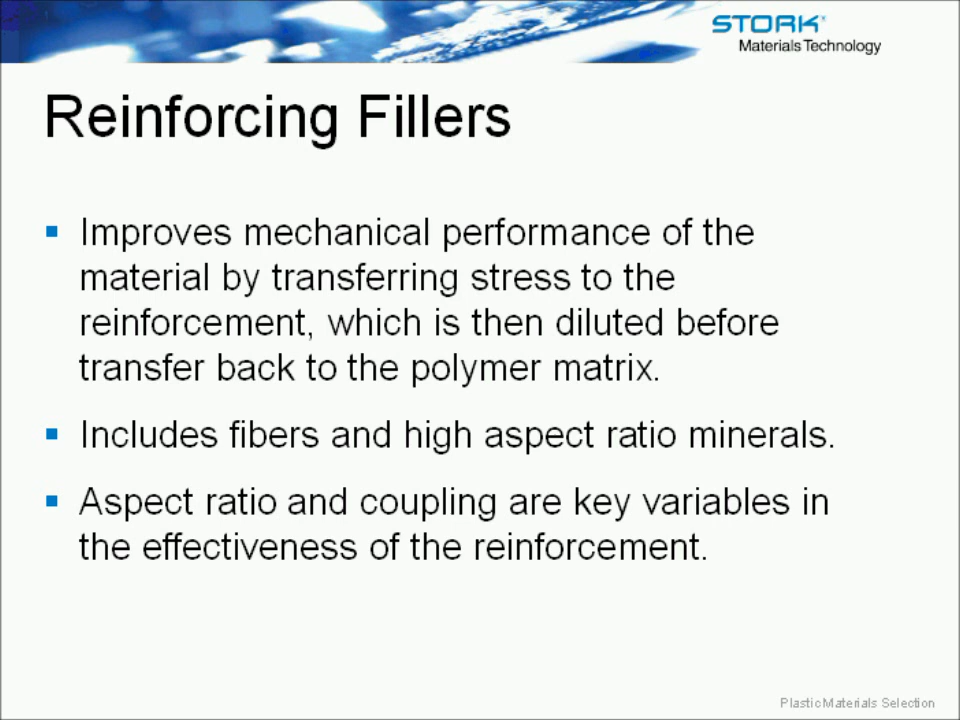 STORK
Materials Technology
Reinforcing Fillers
Improves mechanical performance of the
material by transferring stress to the
reinforcement, which is then diluted before
transfer back to the polymer matrix.
Includes fibers and high aspect ratio minerals.
Aspect ratio and coupling are key variables in
the effectiveness of the reinforcement.
Plastic Materials Selection